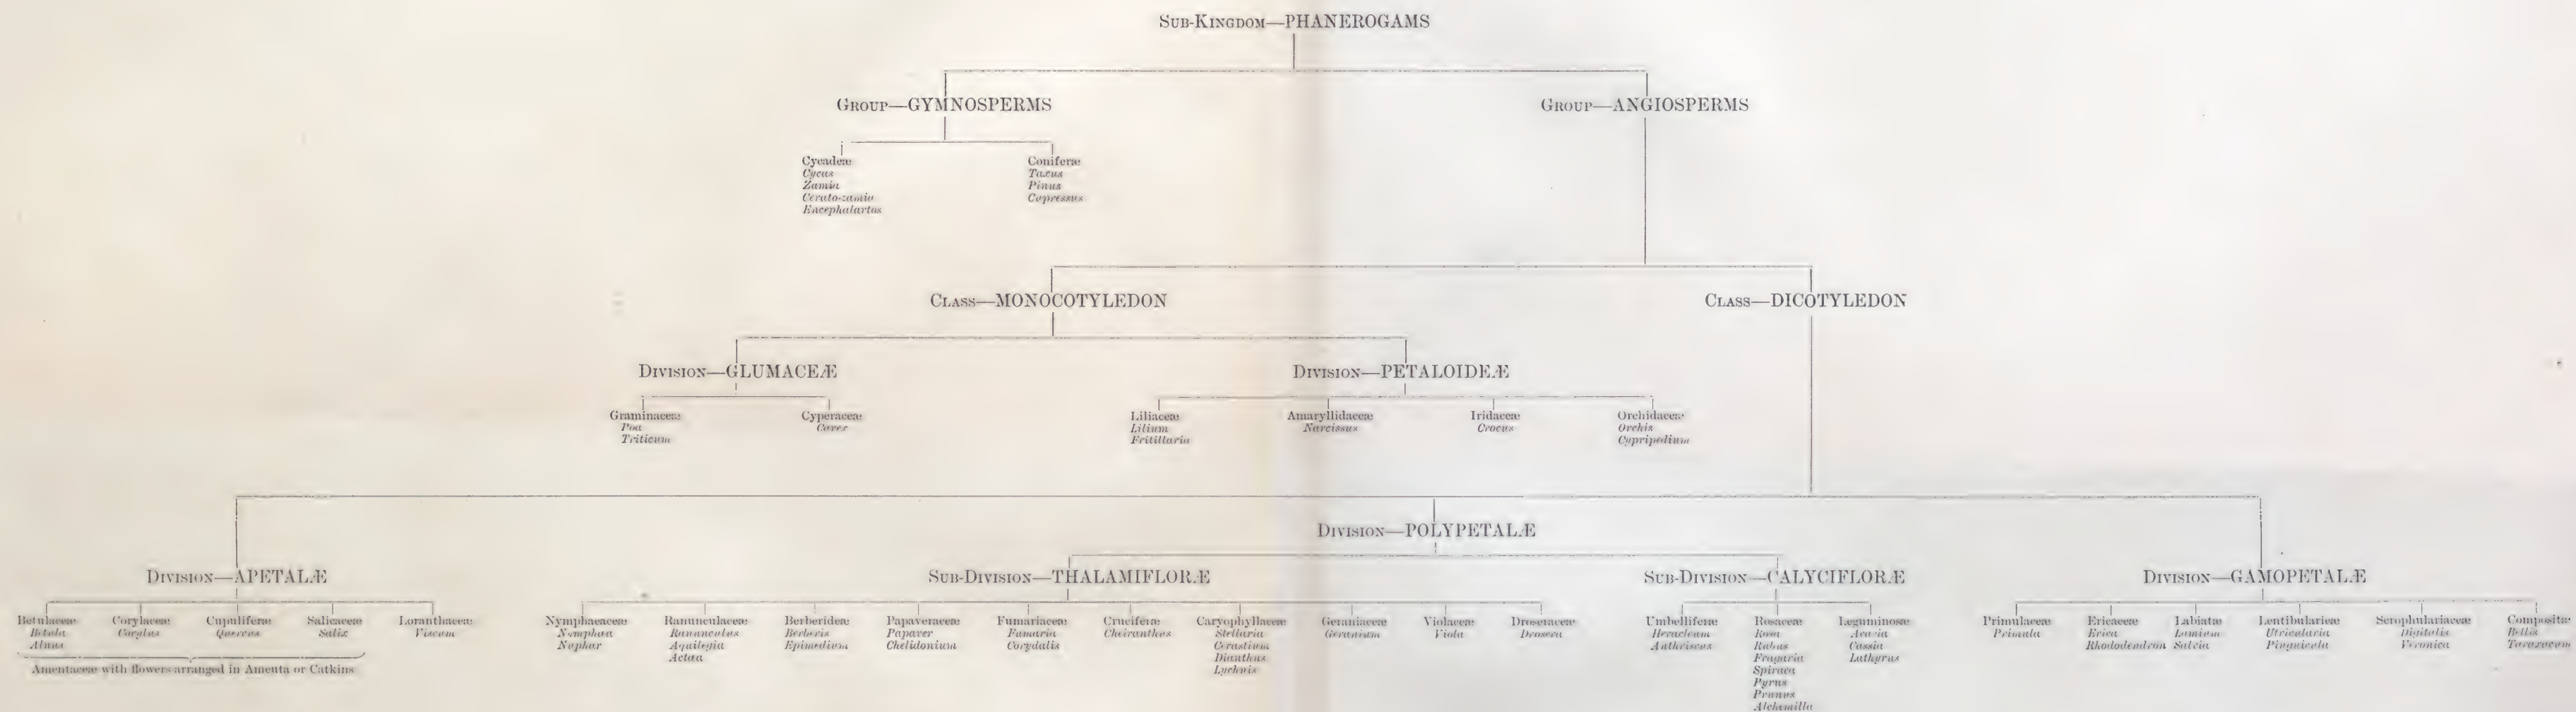 SUB-KINGDOM—PHANEROGAMS
GROUP—GYMNOSPERMS
GROUP—ANGIOSPERMS
Cycadeæ
Cycas
Zamia
Cerato-zamia
Encephalartos
Coniferæ
Taxus
Pinus
Cupressus
CLASS—MONOCOTYLEDON
CLASS—DICOTYLEDON
DIVISION—GLUMACEÆ
DIVISION—PETALOIDEÆ
Graminaceæ
Poa
Triticum
Cyperaceæ
Carex
Liliaceæ
Lilium
Fritillaria
Amaryllidaceæ
Narcissus
Iridaceæ
Crocus
Orchidaceæ
Orchis
Cypripedium
DIVISION—POLYPETALÆ
DIVISION—APETALÆ
SUB-DIVISION—THALAMIFLORÆ
SUB-DIVISION—CALYCIFLORÆ
DIVISION—GAMOPETALÆ
Betulaceæ
Betula
Alnus
Corylaceæ
Corylus
Cupuliferæ
Quercus
Salicaceæ
Salix
Amentaceæ with flowers arranged in Amenta or Catkins
Loranthaceæ
Viscum
Nymphaeaceæ
Nymphæa
Nuphar
Ranunculaceæ
Ranunculus
Aquilegia
Actæa
Berberideæ
Berberis
Epimedium
Papaveraceæ
Papaver
Chelidonium
Fumariaceæ
Fumaria
Corydalis
Cruciferæ
Cheiranthus
Caryophyllaceæ
Stellaria
Cerastium
Dianthus
Lychnis
Geraniaceæ
Geranium
Violaceæ
Viola
Droseraceæ
Drosera
Umbelliferæ
Heracleum
Anthriscus
Rosaceæ
Rosa
Rubus
Fragaria
Spiræa
Pyrus
Prunus
Alchemilla
Leguminosæ
Acacia
Cassia
Lathyrus
Primulaceæ
Primula
Ericaceæ
Erica
Rhododendron
Labiatæ
Lamium
Salvia
Lentibulariæ
Utricularia
Pinguicula
Scrophulariaceæ
Digitalis
Veronica
Compositæ
Bellis
Taraxacum